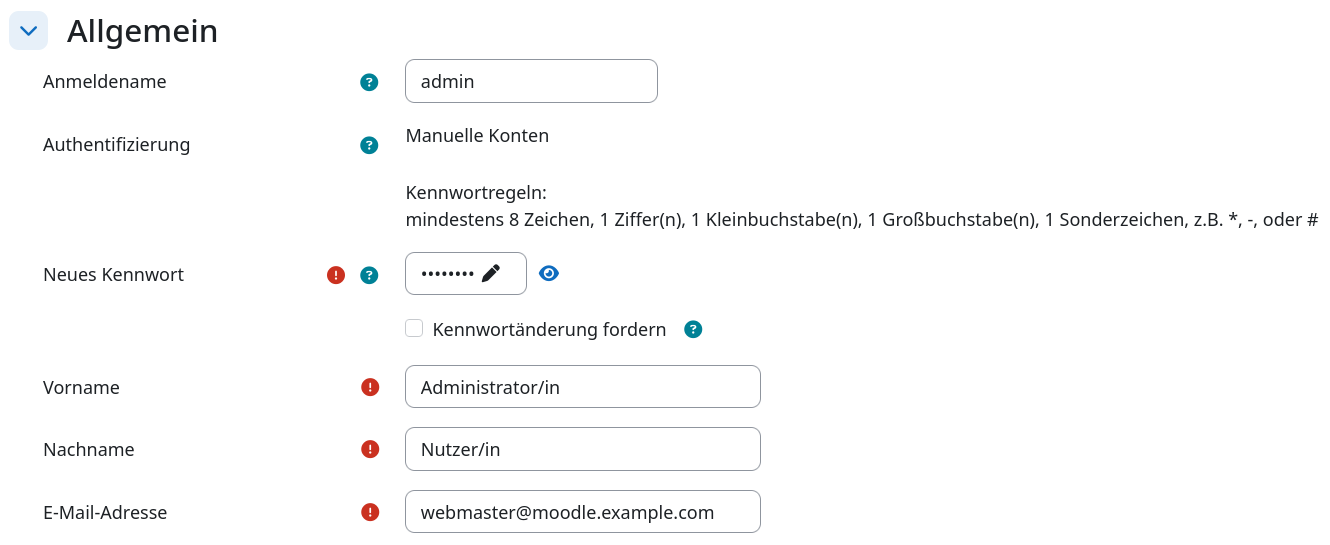 Allgemein
Anmeldename admin
Authentifizierung Manuelle Konten
Kennwortregeln:
mindestens 8 Zeichen, 1 Ziffer(n), 1 Kleinbuchstabe(n), 1 Großbuchstabe(n), 1 Sonderzeichen, z.B. *, -, oder #
Neues Kennwort ••••••••
Kennwortänderung fordern
Vorname Administrator/in
Nachname Nutzer/in
E-Mail-Adresse webmaster@moodle.example.com